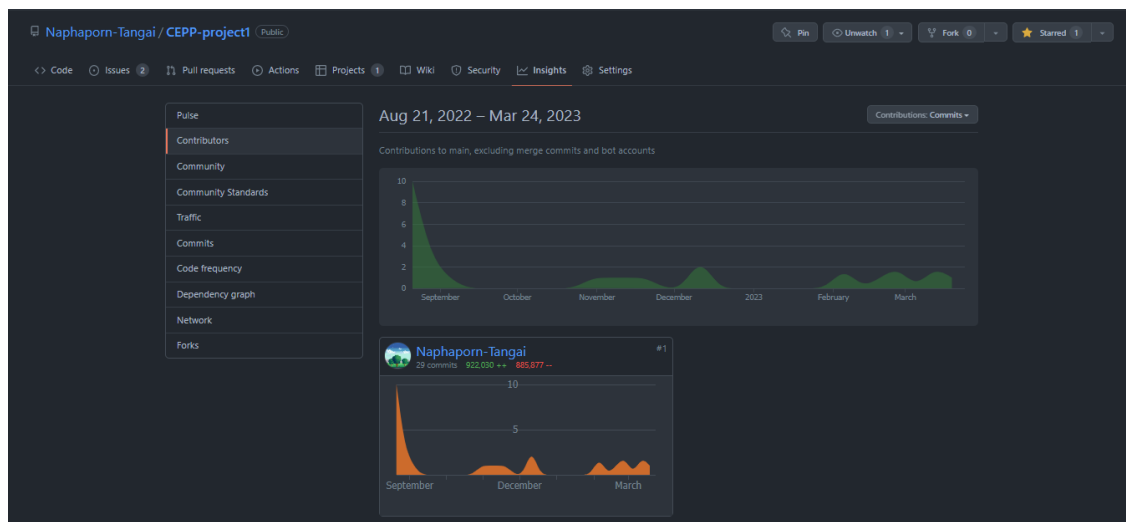 Naphaporn-Tangai / CEPP-project1 Public
Pin
Unwatch 1
Fork 0
Starred 1
<> Code
Issues 2
Pull requests
Actions
Projects 1
Wiki
Security
Insights
Settings
Pulse
Contributors
Community
Community Standards
Traffic
Commits
Code frequency
Dependency graph
Network
Forks
Aug 21, 2022 – Mar 24, 2023
Contributions: Commits
Contributions to main, excluding merge commits and bot accounts
10
8
6
4
2
0
September October November December 2023 February March
Naphaporn-Tangai #1
29 commits 922,030 ++ 885,877 --
10
5
September December March